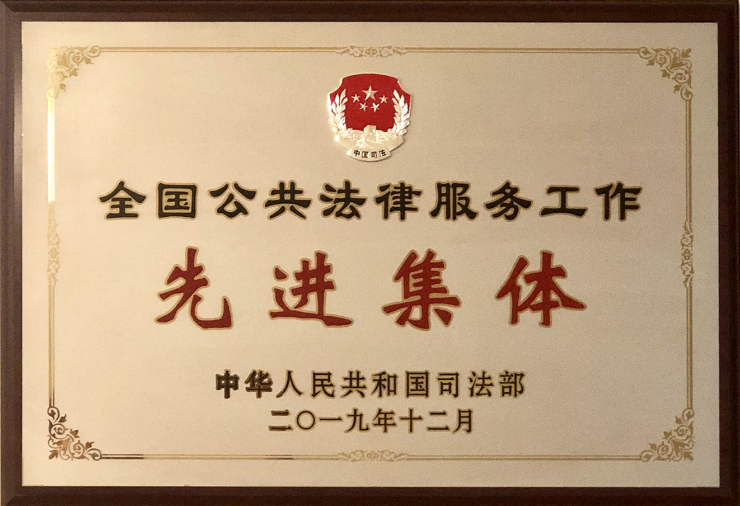 中国司法
全国公共法律服务工作
先进集体
中华人民共和国司法部
二〇一九年十二月